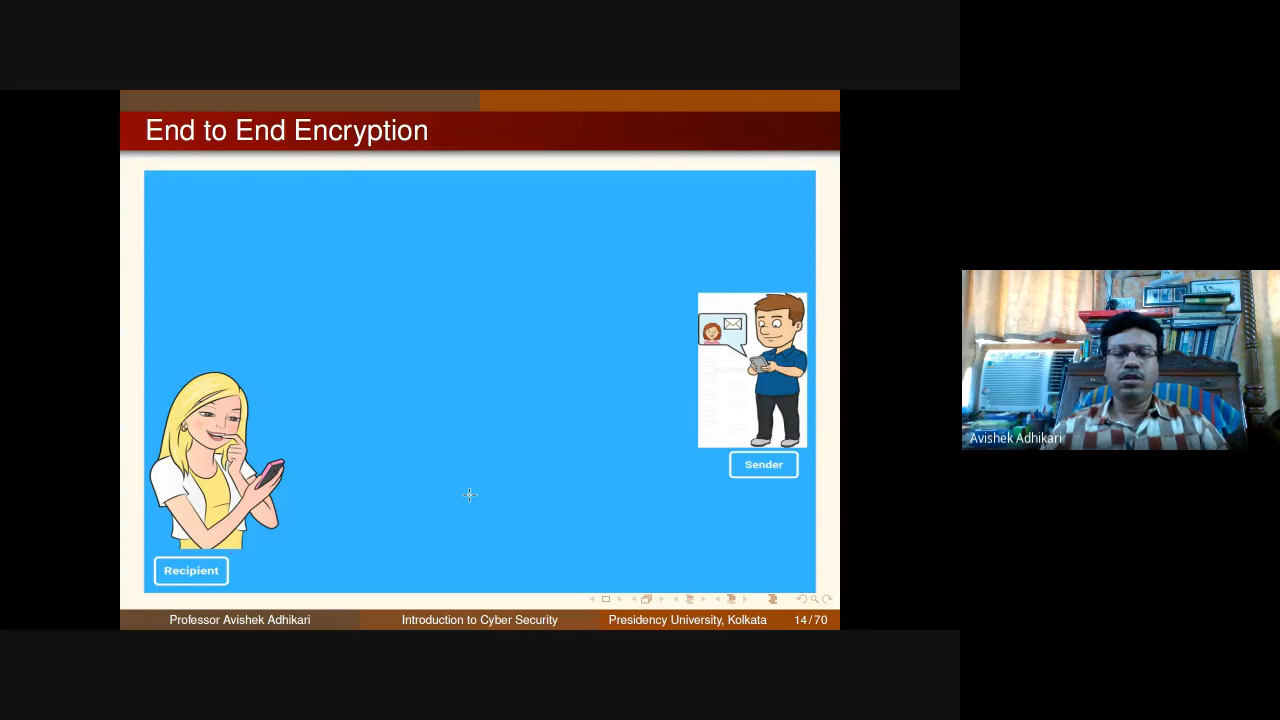 End to End Encryption
Sender
Recipient
Professor Avishek Adhikari Introduction to Cyber Security Presidency University, Kolkata 14/70
Avishek Adhikari